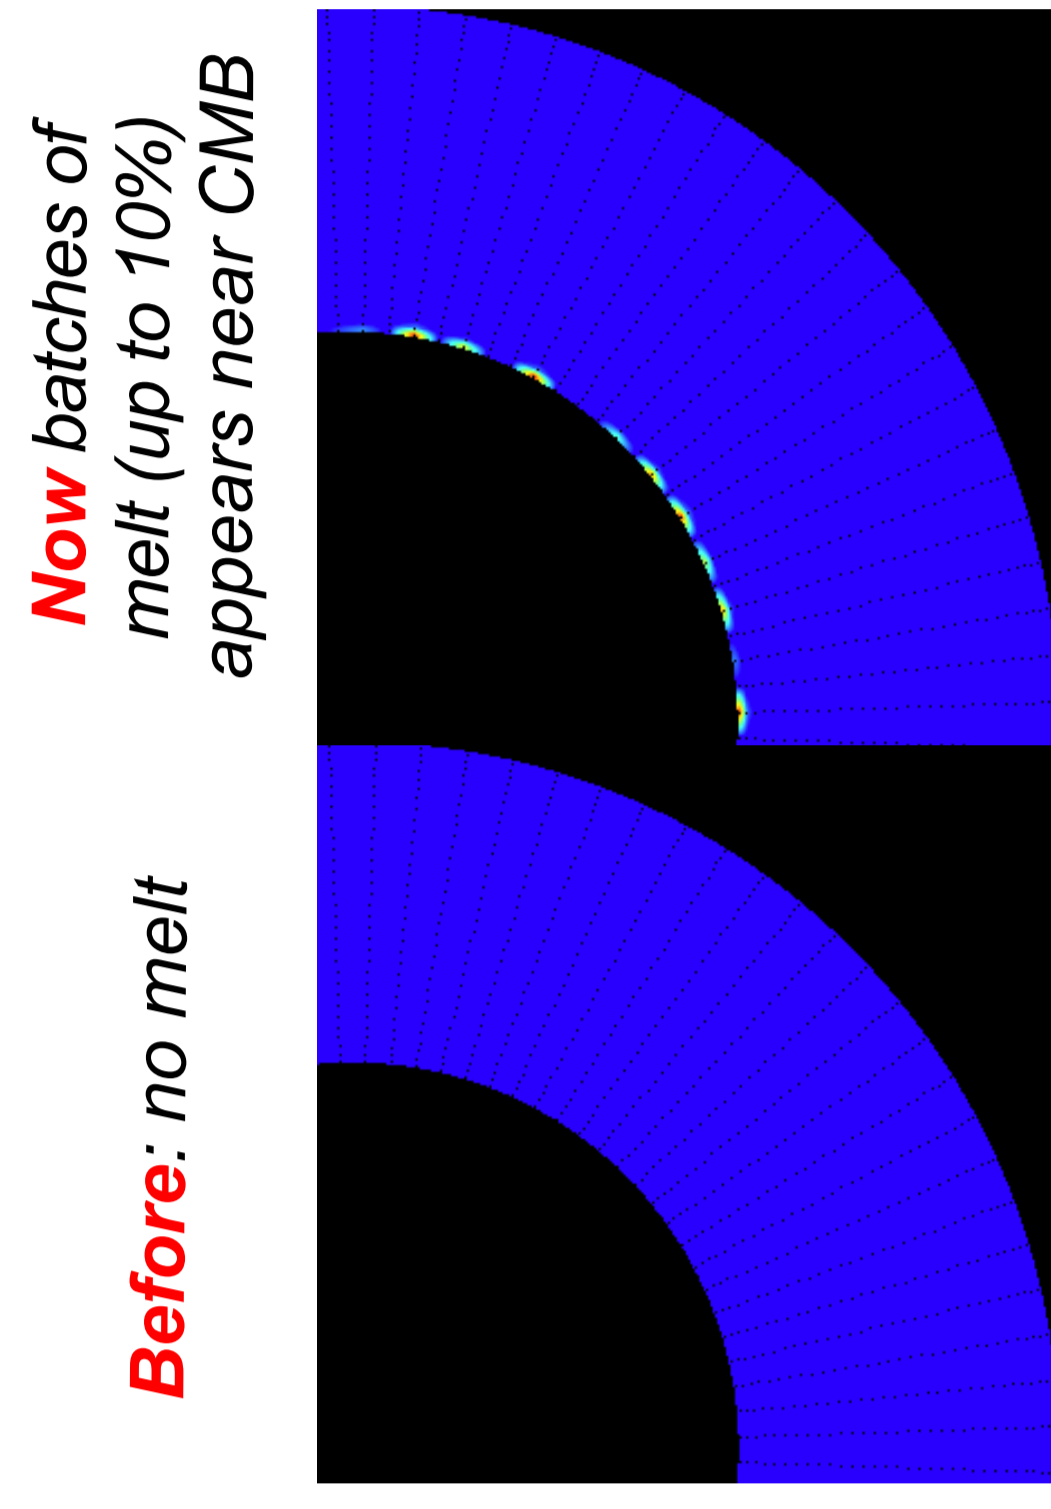 Now batches of
melt (up to 10%)
appears near CMB
Before: no melt